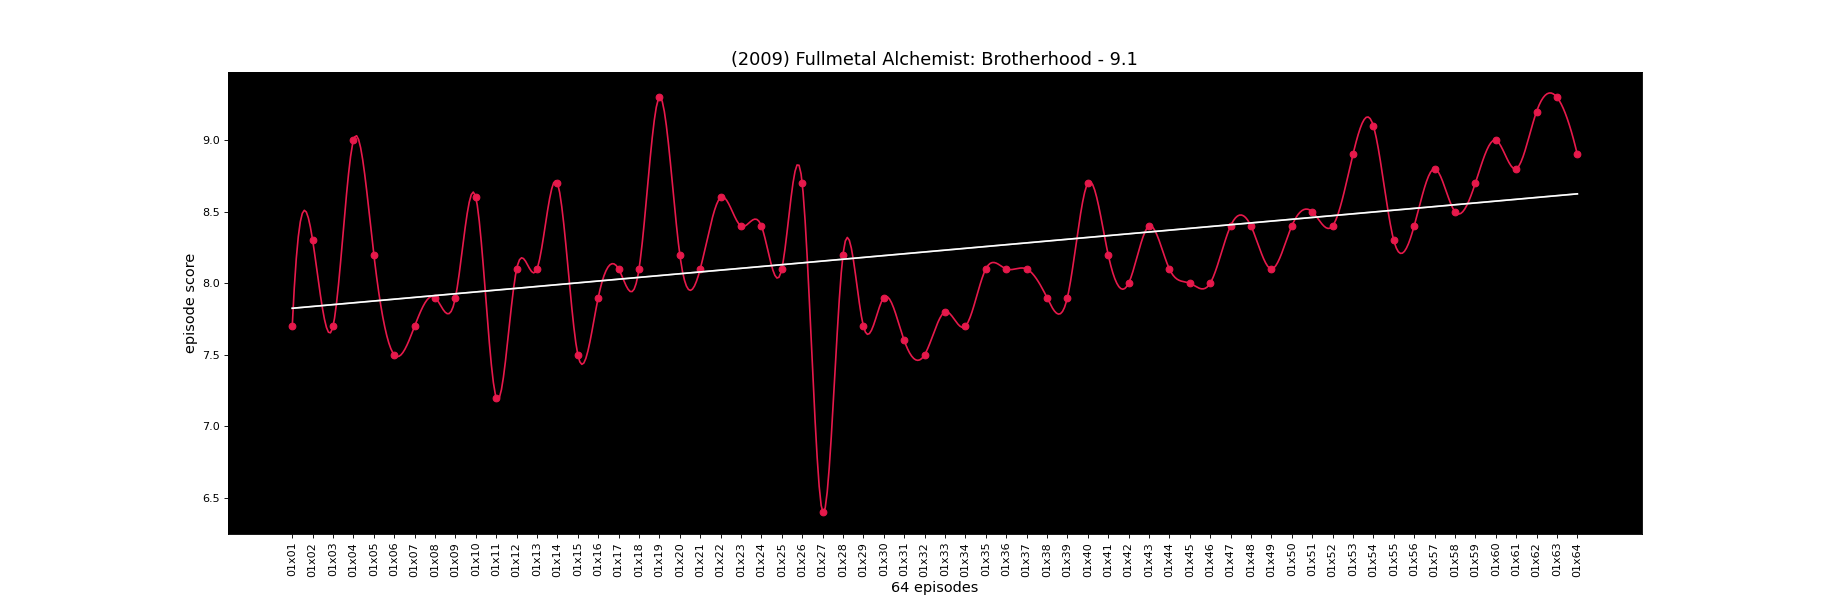 (2009) Fullmetal Alchemist: Brotherhood - 9.1
episode score
9.0
8.5
8.0
7.5
7.0
6.5
01x01
01x02
01x03
01x04
01x05
01x06
01x07
01x08
01x09
01x10
01x11
01x12
01x13
01x14
01x15
01x16
01x17
01x18
01x19
01x20
01x21
01x22
01x23
01x24
01x25
01x26
01x27
01x28
01x29
01x30
01x31
01x32
01x33
01x34
01x35
01x36
01x37
01x38
01x39
01x40
01x41
01x42
01x43
01x44
01x45
01x46
01x47
01x48
01x49
01x50
01x51
01x52
01x53
01x54
01x55
01x56
01x57
01x58
01x59
01x60
01x61
01x62
01x63
01x64
64 episodes